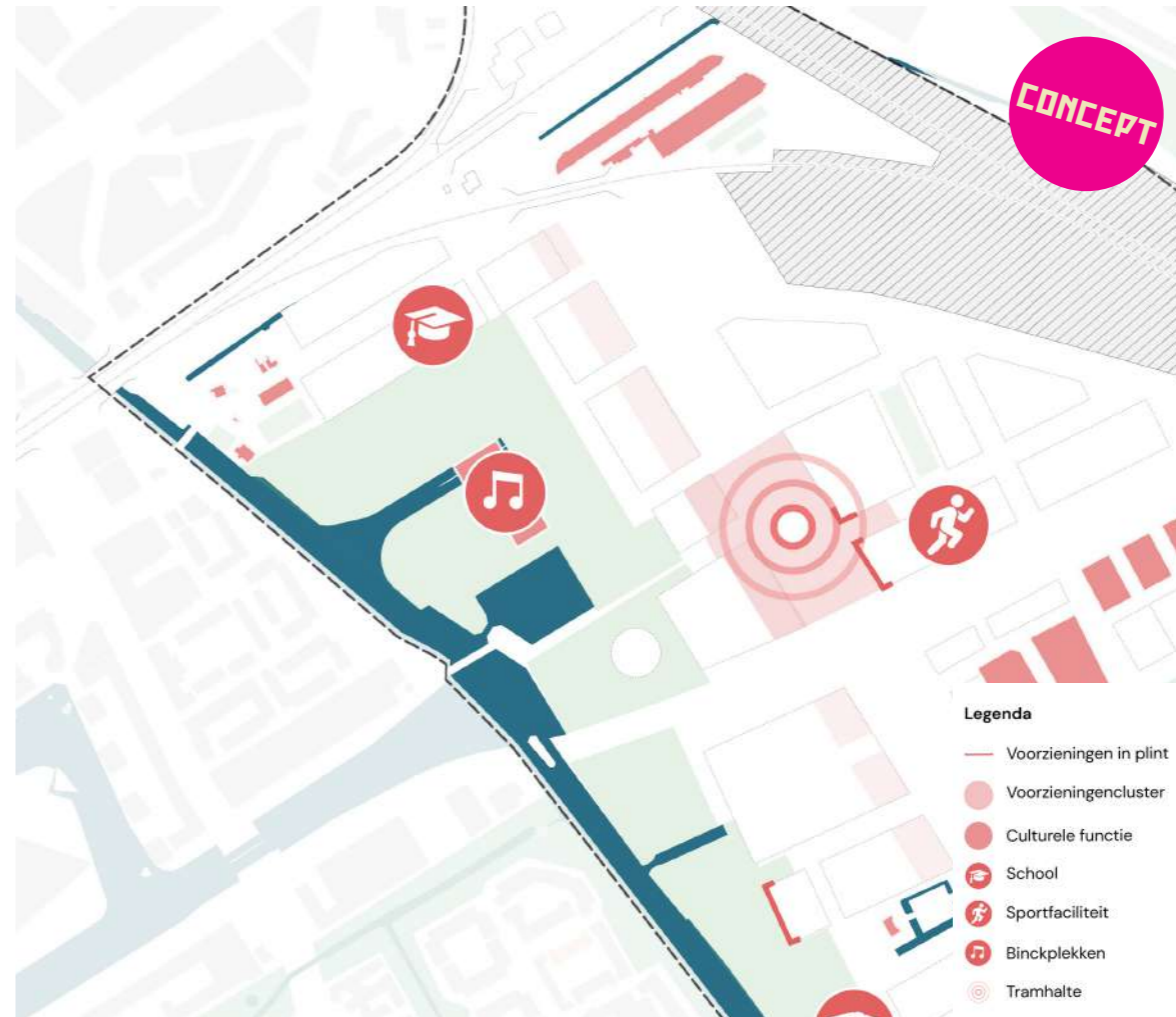 CONCEPT
Legenda
Voorzieningen in plint
Voorzieningencluster
Culturele functie
School
Sportfaciliteit
Binckplekken
Tramhalte